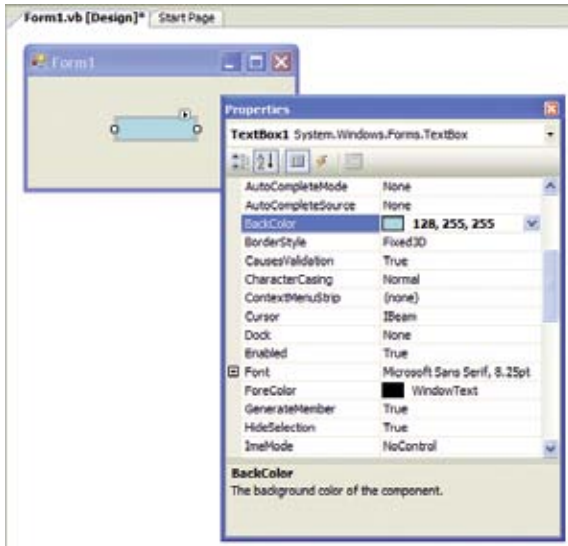 Form1.vb [Design]* Start Page
Form1
Properties
TextBox1 System.Windows.Forms.TextBox
AutoCompleteMode None
AutoCompleteSource None
BackColor 128, 255, 255
BorderStyle Fixed3D
CausesValidation True
CharacterCasing Normal
ContextMenuStrip (none)
Cursor IBeam
Dock None
Enabled True
Font Microsoft Sans Serif, 8.25pt
ForeColor WindowText
GenerateMember True
HideSelection True
ImeMode NoControl
BackColor
The background color of the component.